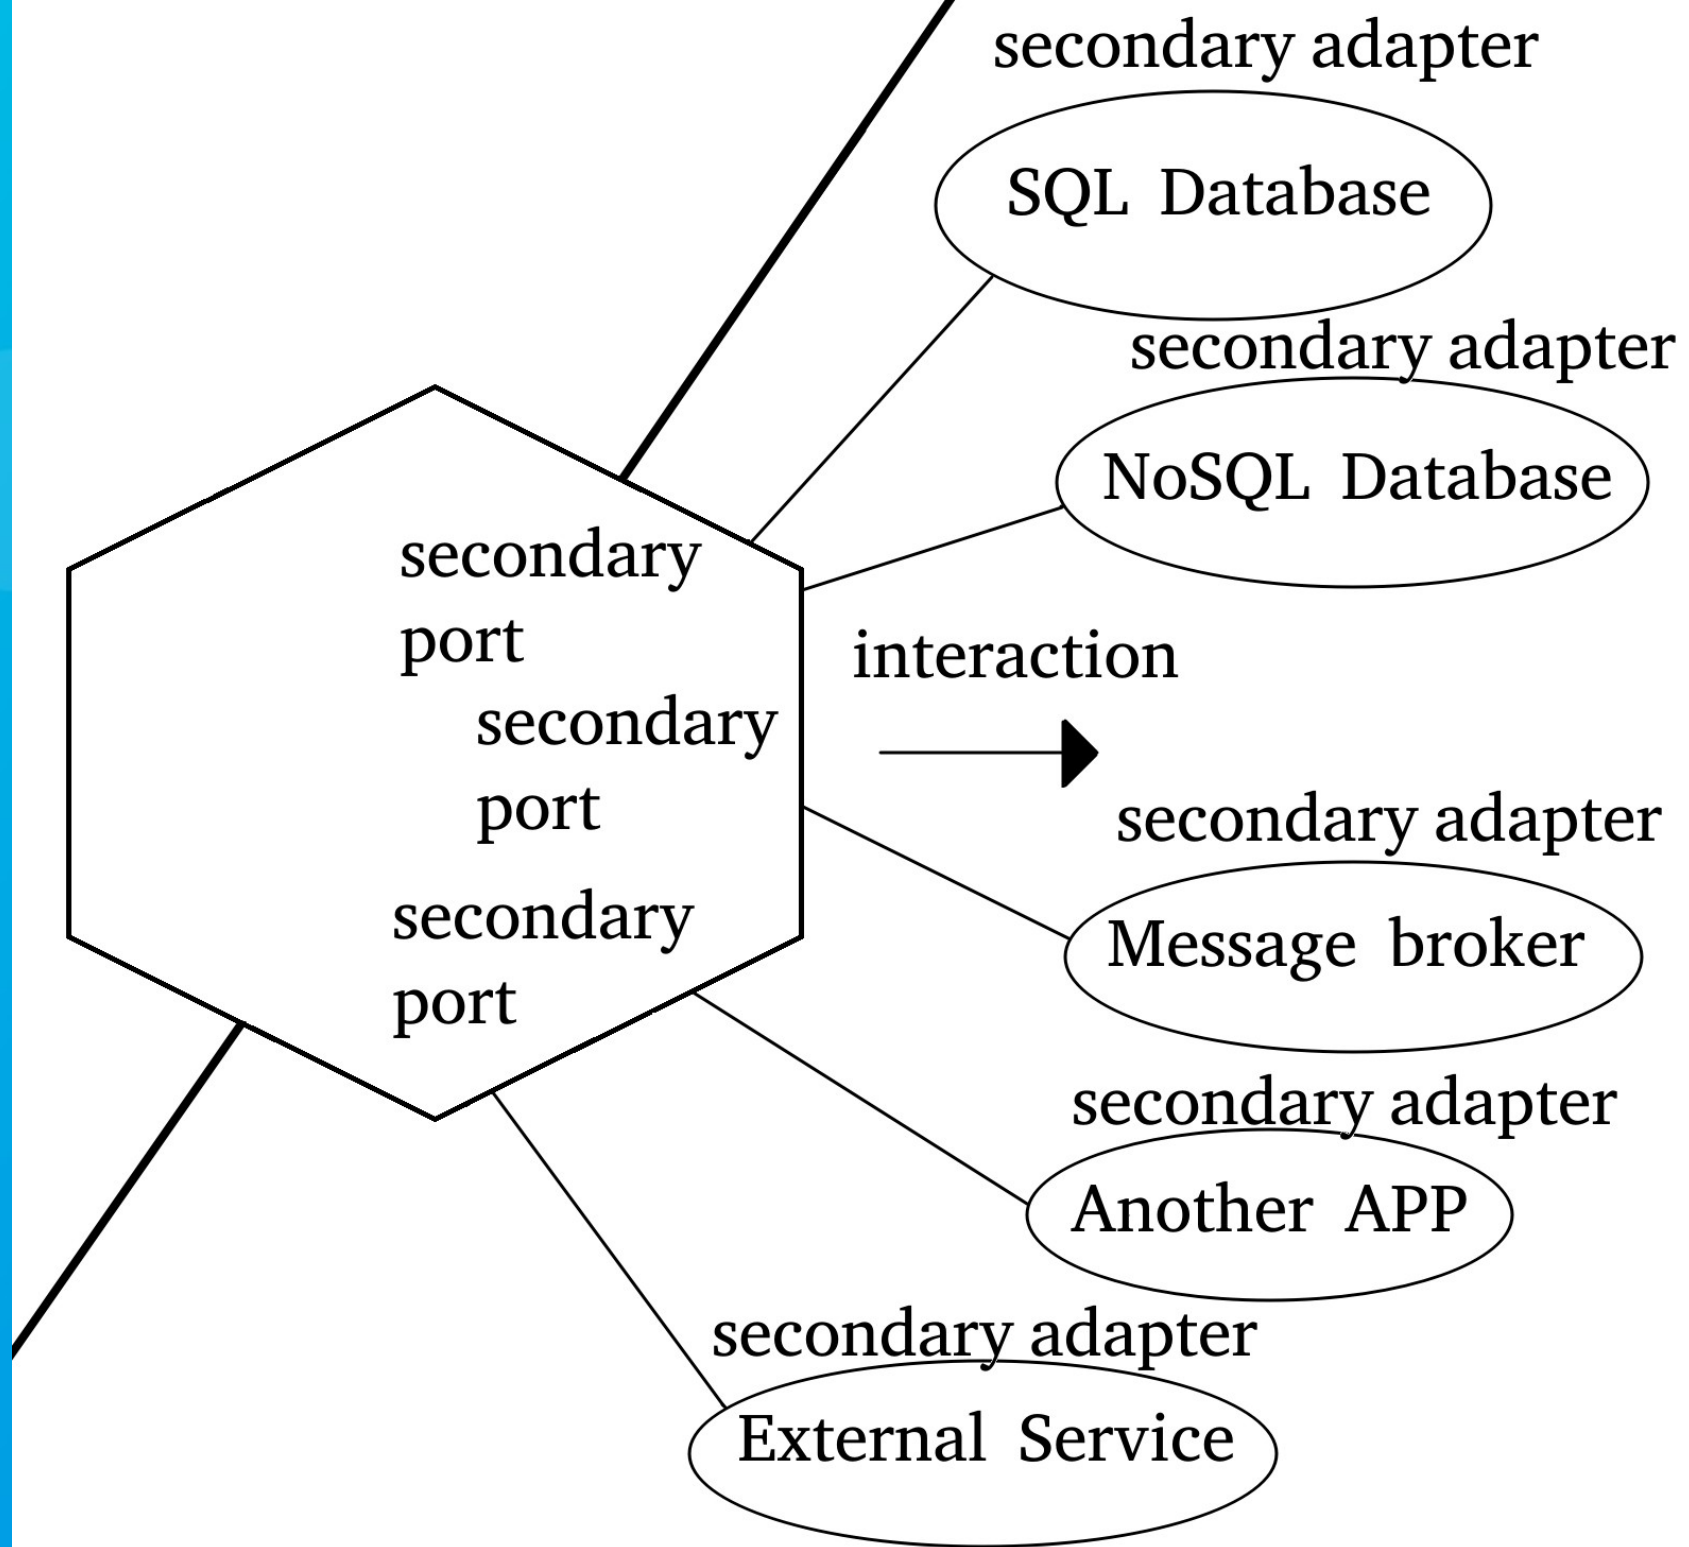 secondary adapter
SQL Database
secondary adapter
NoSQL Database
secondary
port
interaction
secondary
port
secondary adapter
Message broker
secondary
port
secondary adapter
Another APP
secondary adapter
External Service